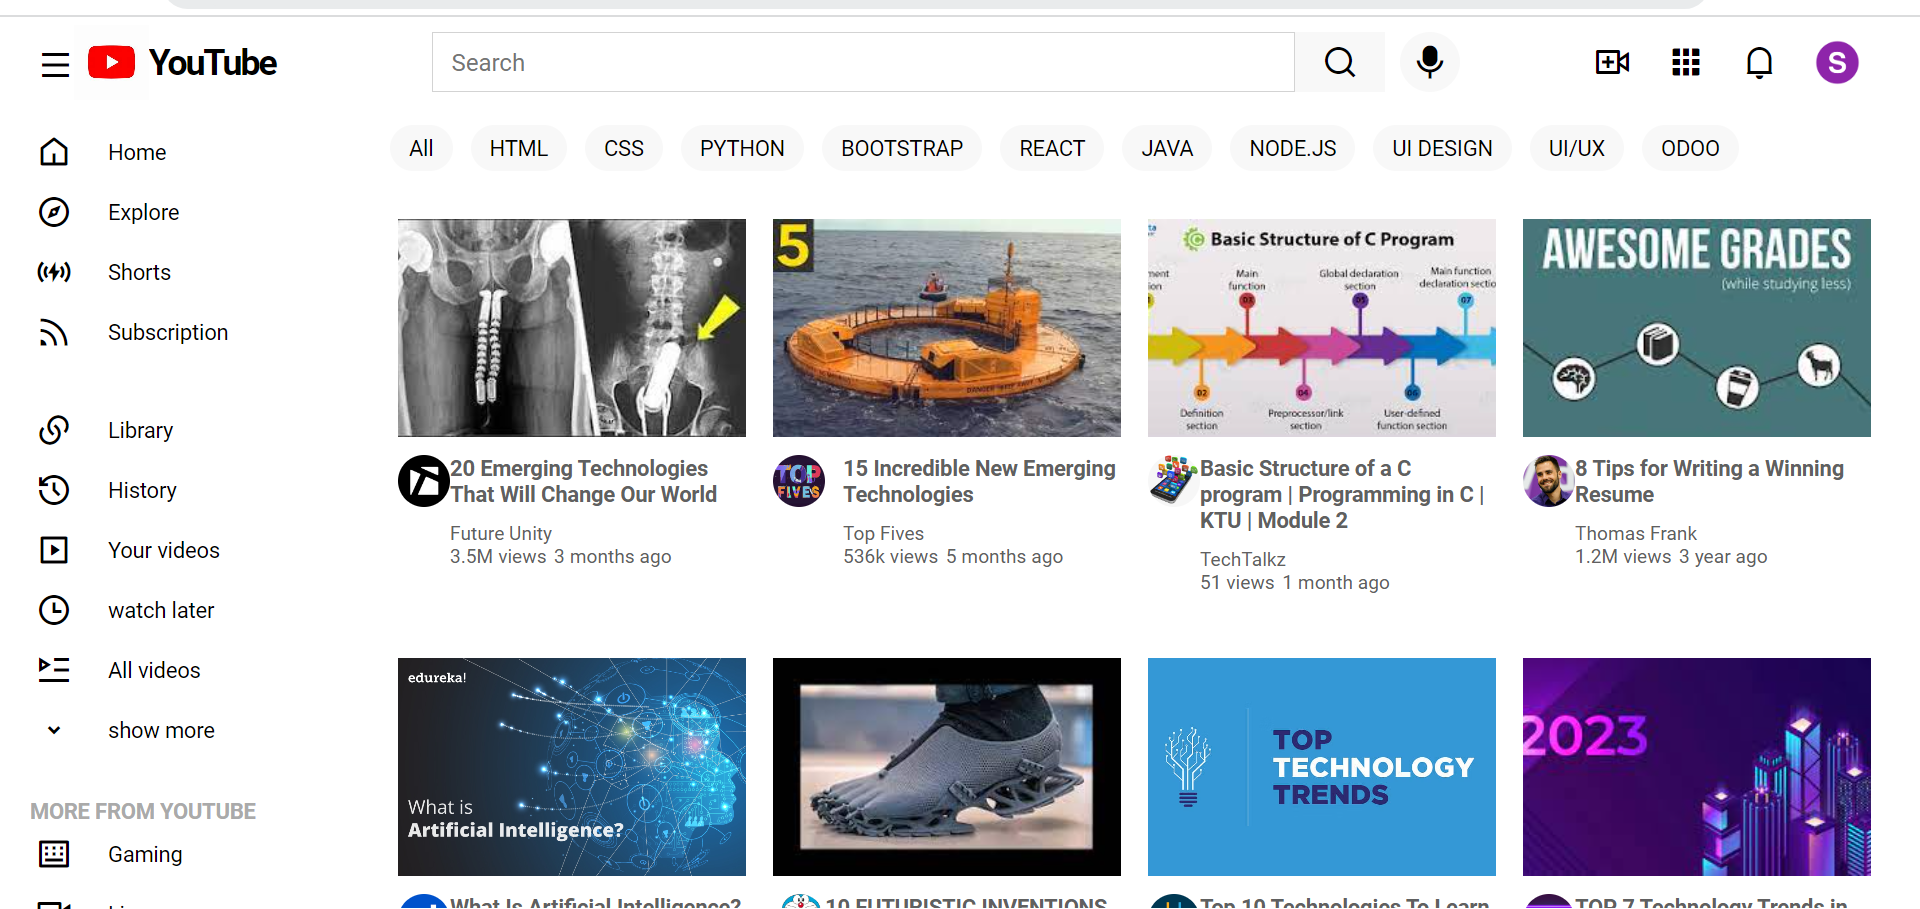 YouTube
Search
S
Home
Explore
Shorts
Subscription
Library
History
Your videos
watch later
All videos
show more
MORE FROM YOUTUBE
Gaming
All HTML CSS PYTHON BOOTSTRAP REACT JAVA NODE.JS UI DESIGN UI/UX ODOO
20 Emerging Technologies
That Will Change Our World
Future Unity
3.5M views 3 months ago
5
TOP
FIVES
15 Incredible New Emerging
Technologies
Top Fives
536k views 5 months ago
Basic Structure of C Program
Main
function
Global declaration
section
Main function
declaration sectio
03
05
07
02
04
06
Definition
section
Preprocessor/link
section
User-defined
function section
Basic Structure of a C
program | Programming in C |
KTU | Module 2
TechTalkz
51 views 1 month ago
AWESOME GRADES
(while studying less)
8 Tips for Writing a Winning
Resume
Thomas Frank
1.2M views 3 year ago
edureka!
What is
Artificial Intelligence?
What Is Artificial Intelligence?
10 FUTURISTIC INVENTIONS
TOP
TECHNOLOGY
TRENDS
Top 10 Technologies To Learn
2023
TOP 7 Technology Trends in